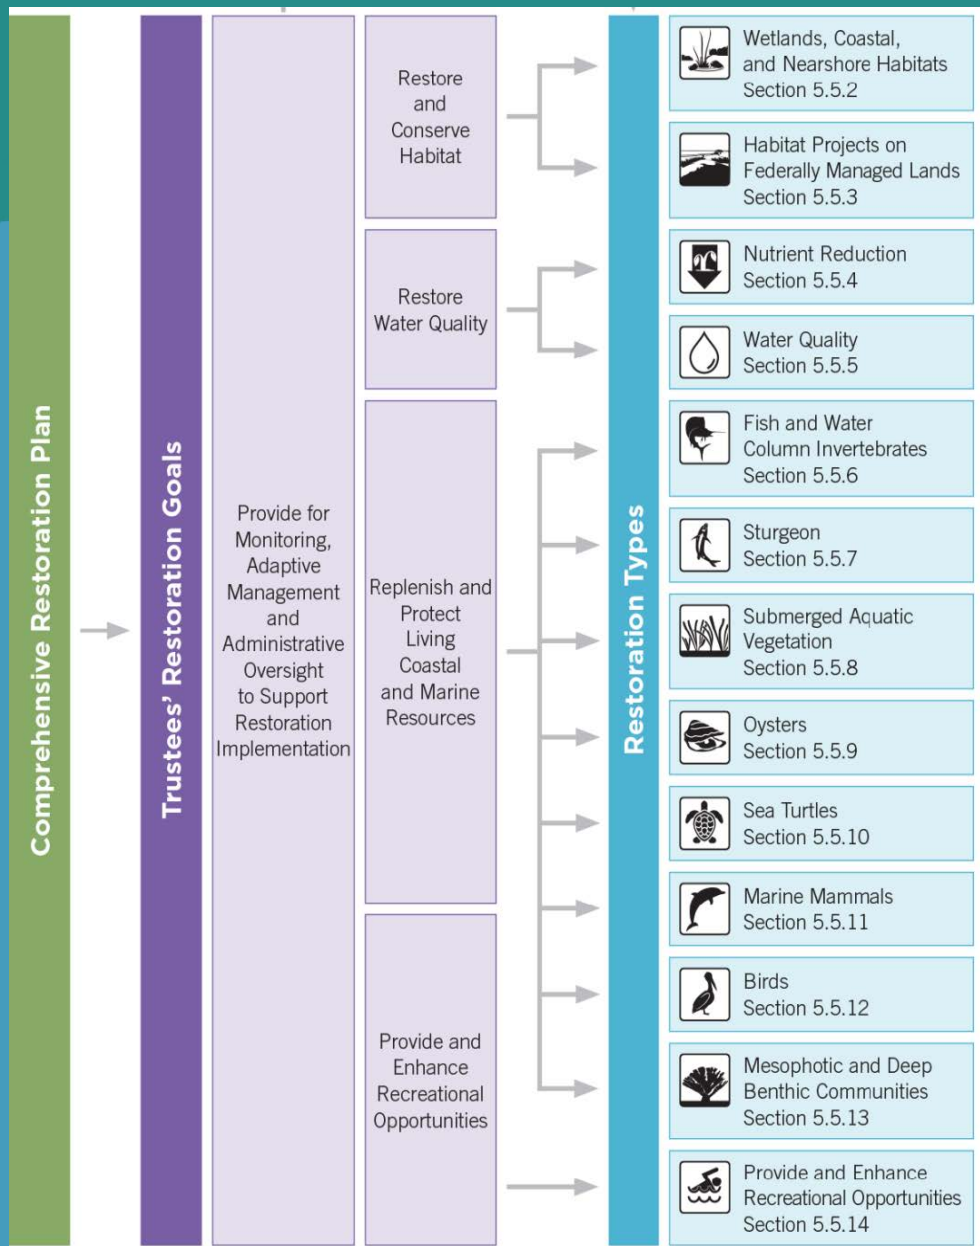 Comprehensive Restoration Plan
Trustees' Restoration Goals
Provide for
Monitoring,
Adaptive
Management
and
Administrative
Oversight
to Support
Restoration
Implementation
Restore
and
Conserve
Habitat
Restore
Water Quality
Replenish and
Protect
Living
Coastal
and Marine
Resources
Provide and
Enhance
Recreational
Opportunities
Restoration Types
Wetlands, Coastal,
and Nearshore Habitats
Section 5.5.2
Habitat Projects on
Federally Managed Lands
Section 5.5.3
Nutrient Reduction
Section 5.5.4
Water Quality
Section 5.5.5
Fish and Water
Column Invertebrates
Section 5.5.6
Sturgeon
Section 5.5.7
Submerged Aquatic
Vegetation
Section 5.5.8
Oysters
Section 5.5.9
Sea Turtles
Section 5.5.10
Marine Mammals
Section 5.5.11
Birds
Section 5.5.12
Mesophotic and Deep
Benthic Communities
Section 5.5.13
Provide and Enhance
Recreational Opportunities
Section 5.5.14